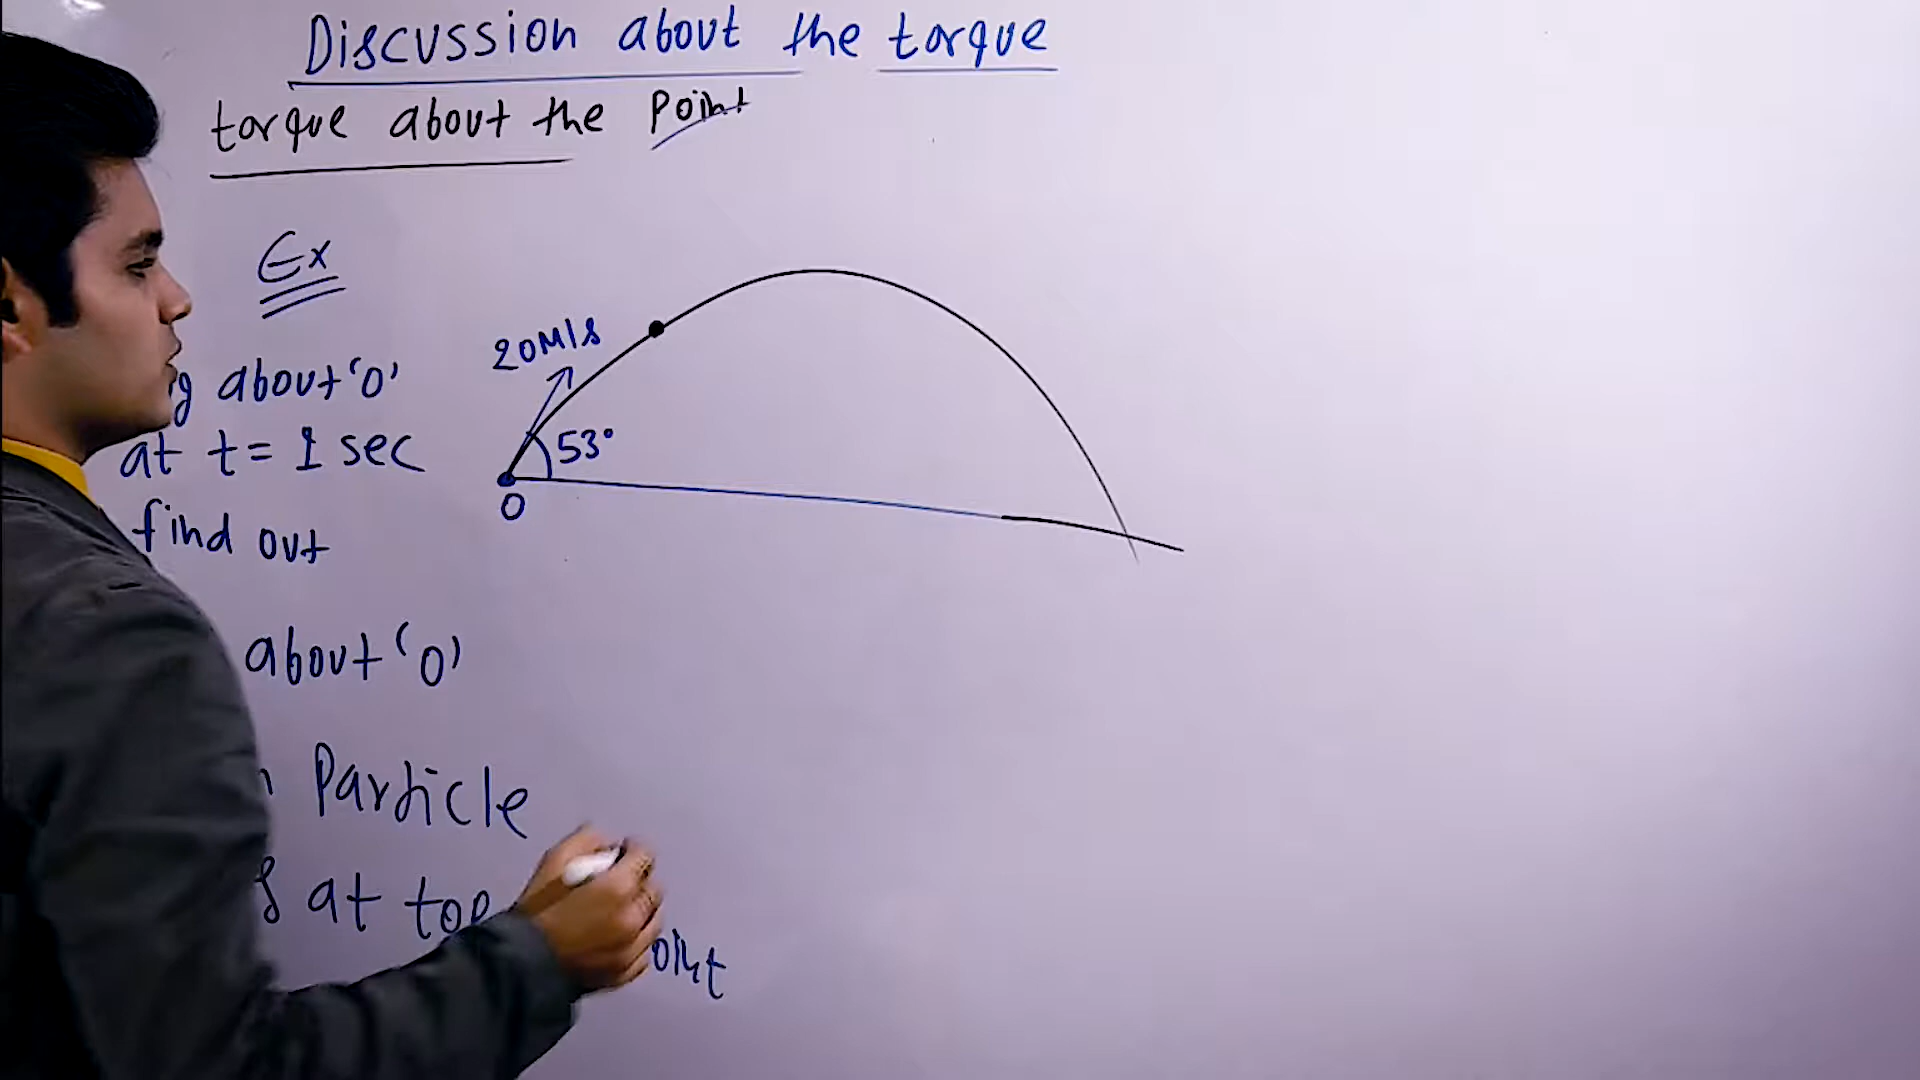 Discussion about the torque
torque about the Point
Ex
about 'O'
at t = 1 sec
find out
20M/s
53°
O
about 'O'
Particle
at top